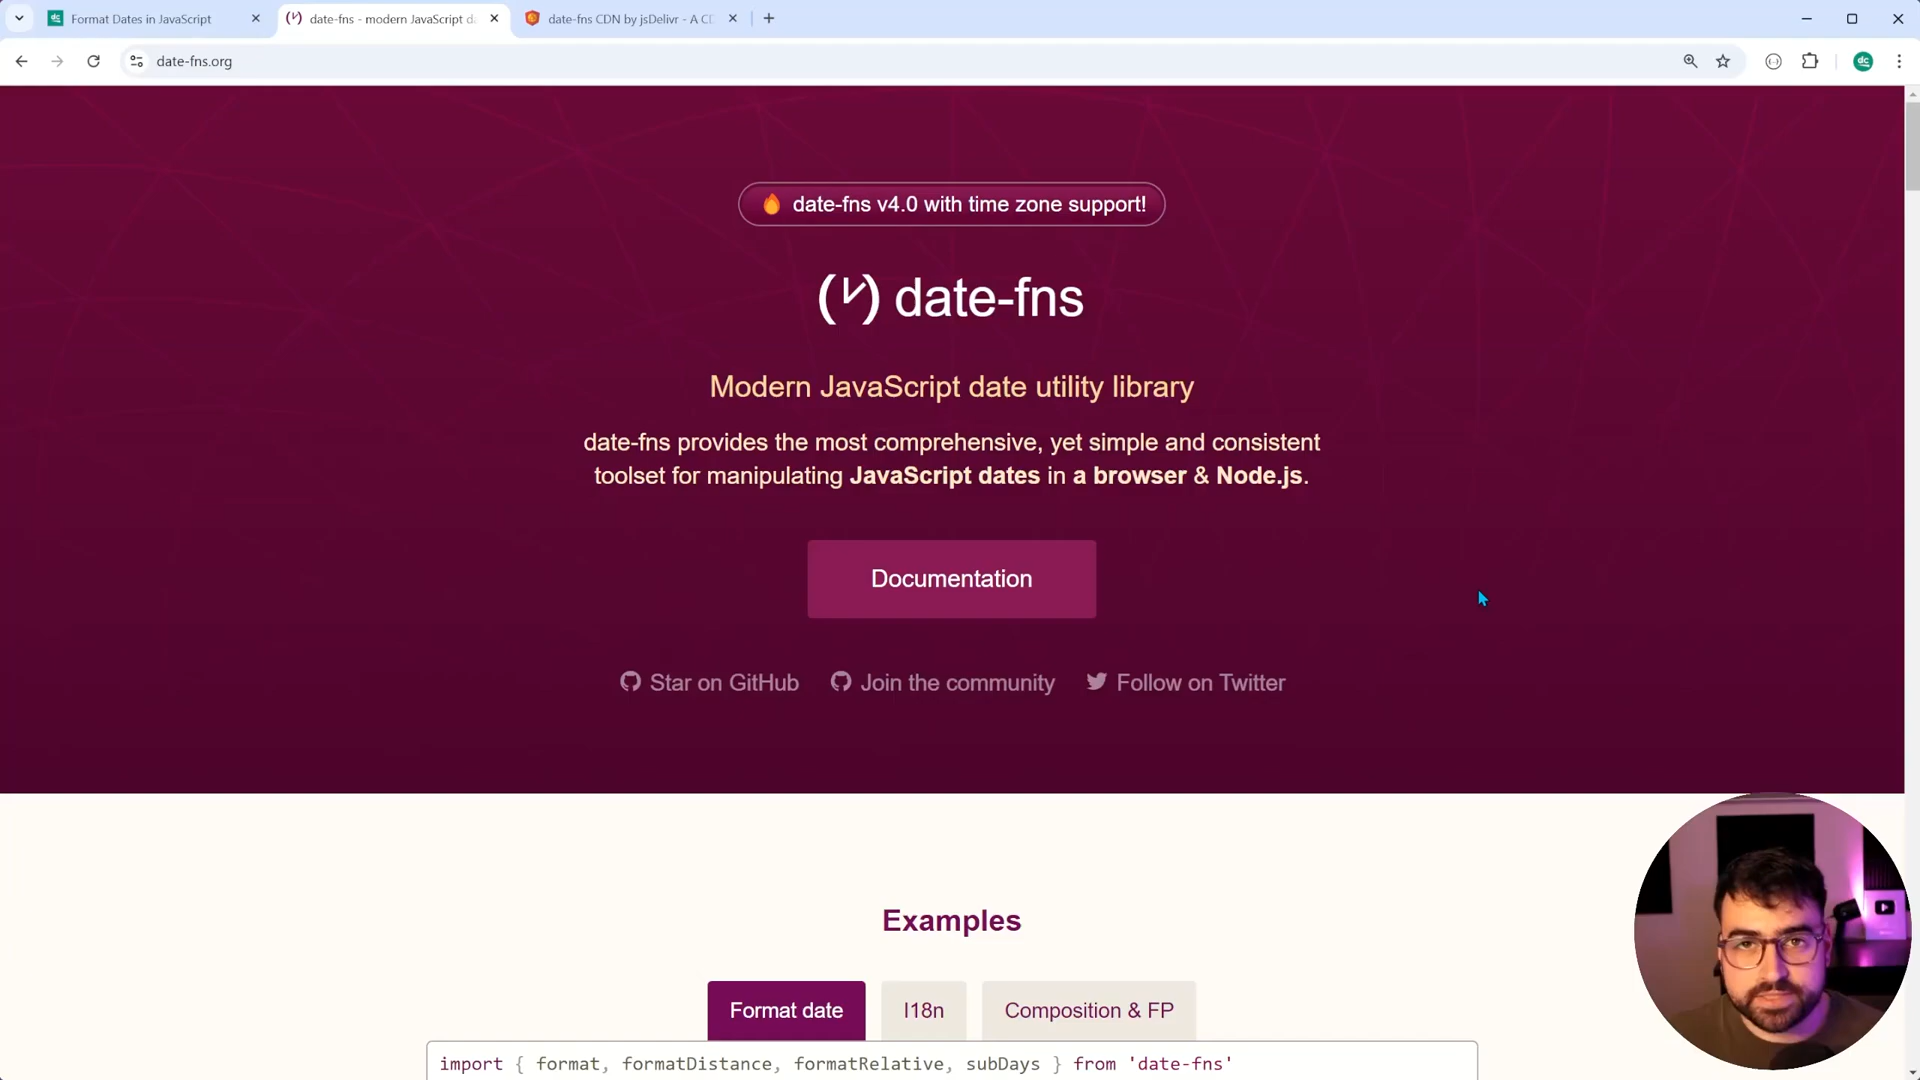 Format Dates in JavaScript
date-fns - modern JavaScript d
date-fns CDN by jsDelivr - A CD
date-fns.org
dc
date-fns v4.0 with time zone support!
date-fns
Modern JavaScript date utility library
date-fns provides the most comprehensive, yet simple and consistent
toolset for manipulating JavaScript dates in a browser & Node.js.
Documentation
Star on GitHub
Join the community
Follow on Twitter
Examples
Format date
I18n
Composition & FP
import { format, formatDistance, formatRelative, subDays } from 'date-fns'